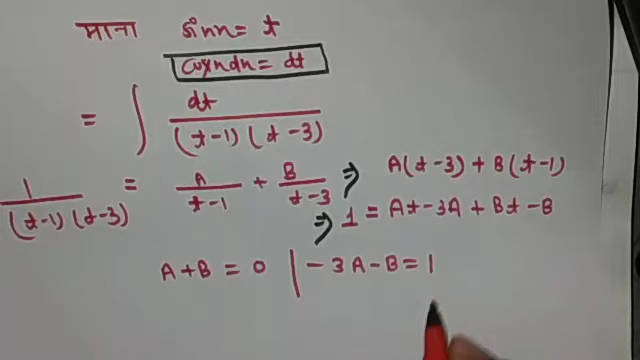 माना sinx = t
cosxdx = dt
= ∫ dt / (t-1) (t-3)
1 / (t-1) (t-3) = A / t-1 + B / t-3 ⇒ A(t-3) + B(t-1)
⇒ 1 = At-3A + Bt-B
A+B = 0 | -3A-B = 1